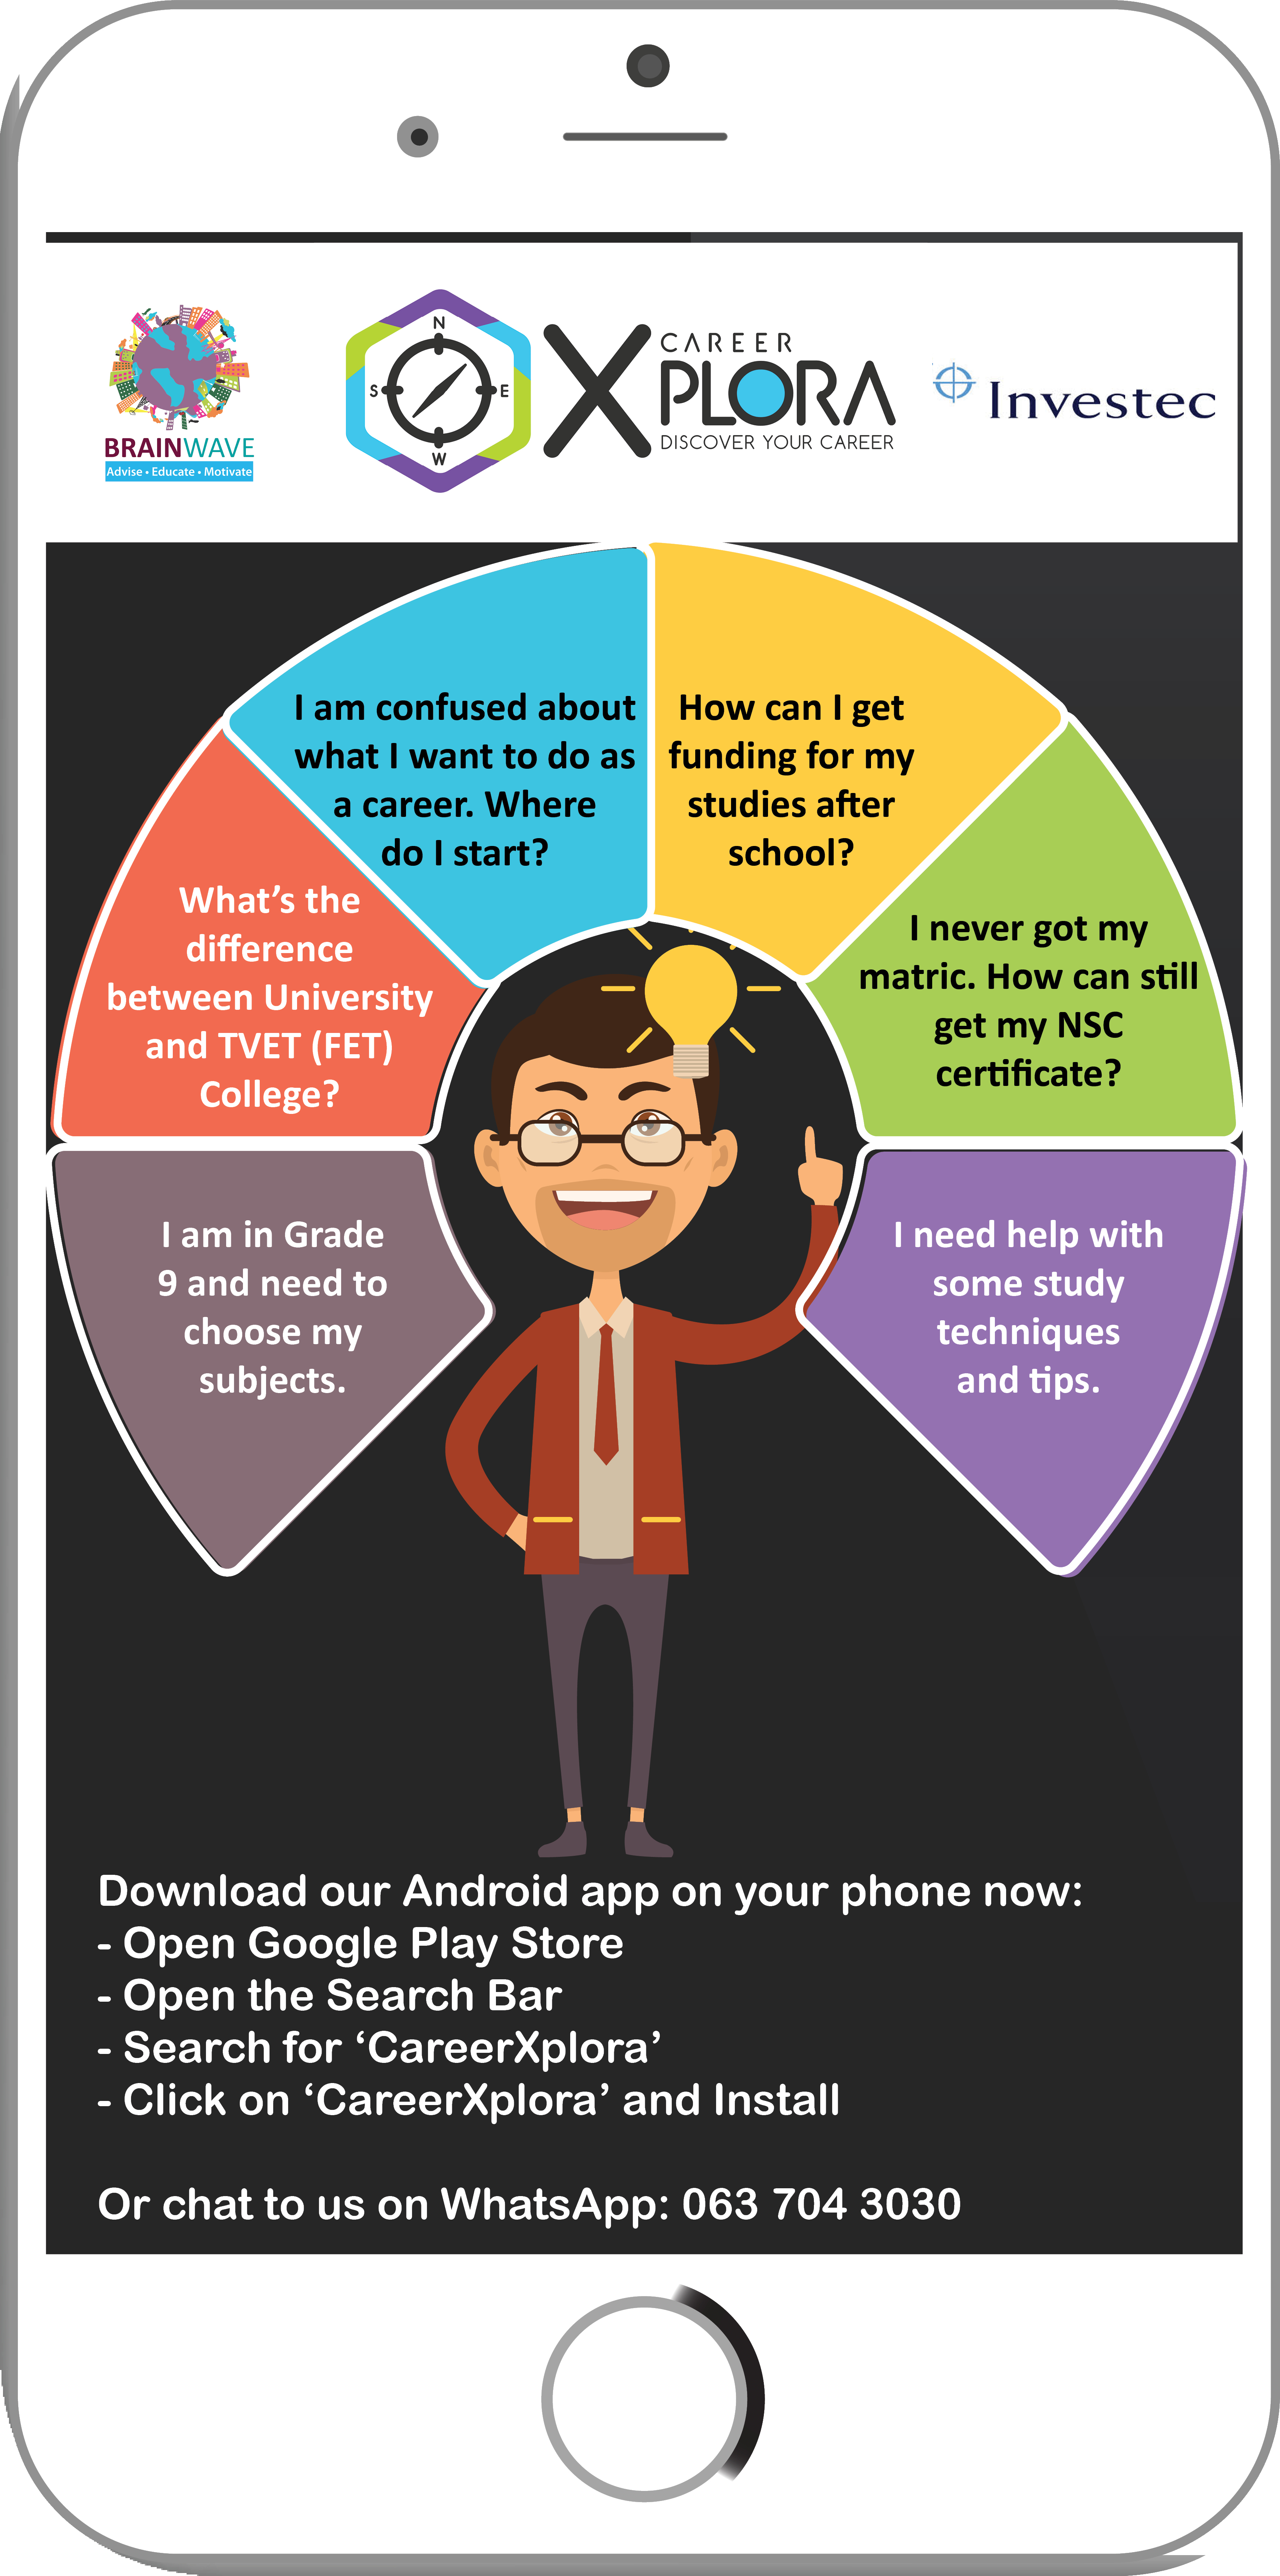 BRAINWAVE
Advise • Educate • Motivate
N
S
E
W
X
CAREER
PLORA
DISCOVER YOUR CAREER
Investec
I am confused about
what I want to do as
a career. Where
do I start?
How can I get
funding for my
studies after
school?
What's the
difference
between University
and TVET (FET)
College?
I never got my
matric. How can still
get my NSC
certificate?
I am in Grade
9 and need to
choose my
subjects.
I need help with
some study
techniques
and tips.
Download our Android app on your phone now:
- Open Google Play Store
- Open the Search Bar
- Search for ‘CareerXplora’
- Click on ‘CareerXplora’ and Install
Or chat to us on WhatsApp: 063 704 3030